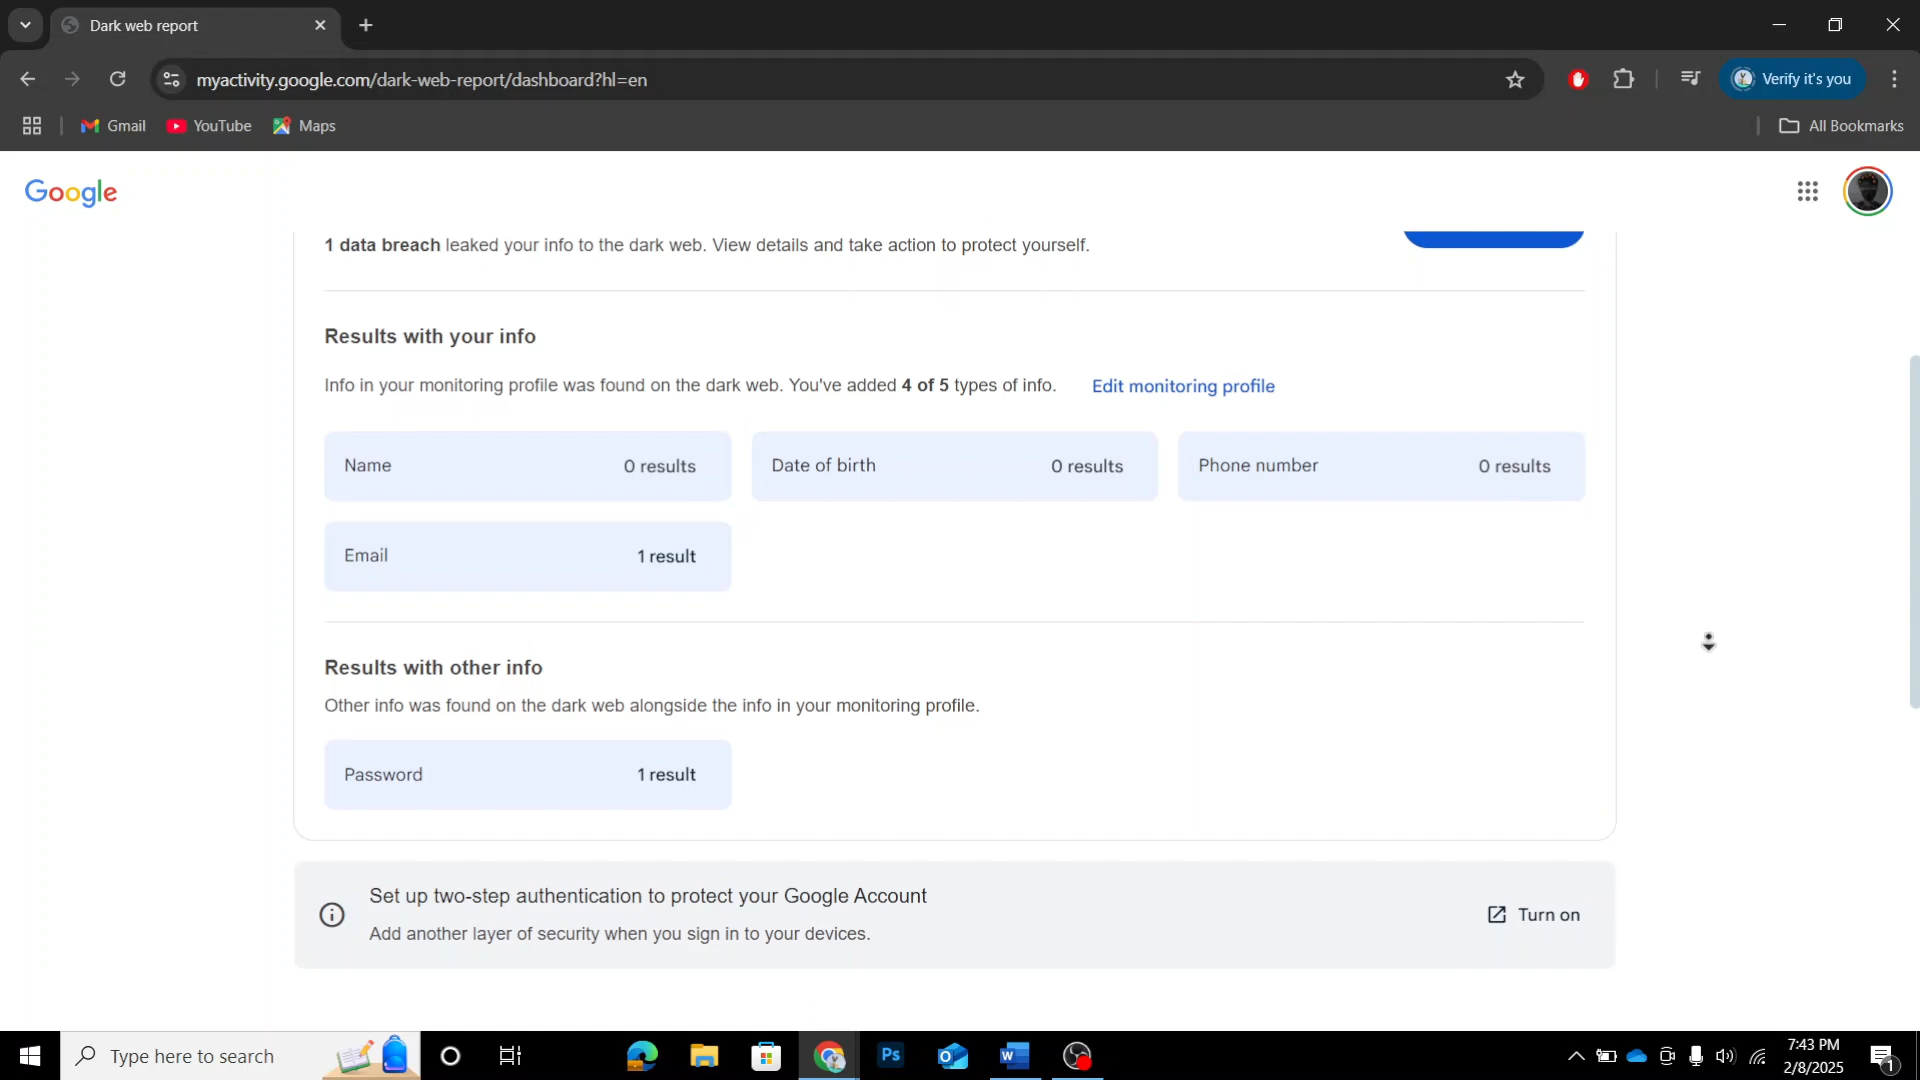 Dark web report
myactivity.google.com/dark-web-report/dashboard?hl=en
Verify it's you
Gmail
YouTube
Maps
All Bookmarks
Google
1 data breach leaked your info to the dark web. View details and take action to protect yourself.
Results with your info
Info in your monitoring profile was found on the dark web. You've added 4 of 5 types of info.
Edit monitoring profile
Name 0 results
Date of birth 0 results
Phone number 0 results
Email 1 result
Results with other info
Other info was found on the dark web alongside the info in your monitoring profile.
Password 1 result
Set up two-step authentication to protect your Google Account
Add another layer of security when you sign in to your devices.
Turn on
Type here to search
Ps
7:43 PM
2/8/2025
1